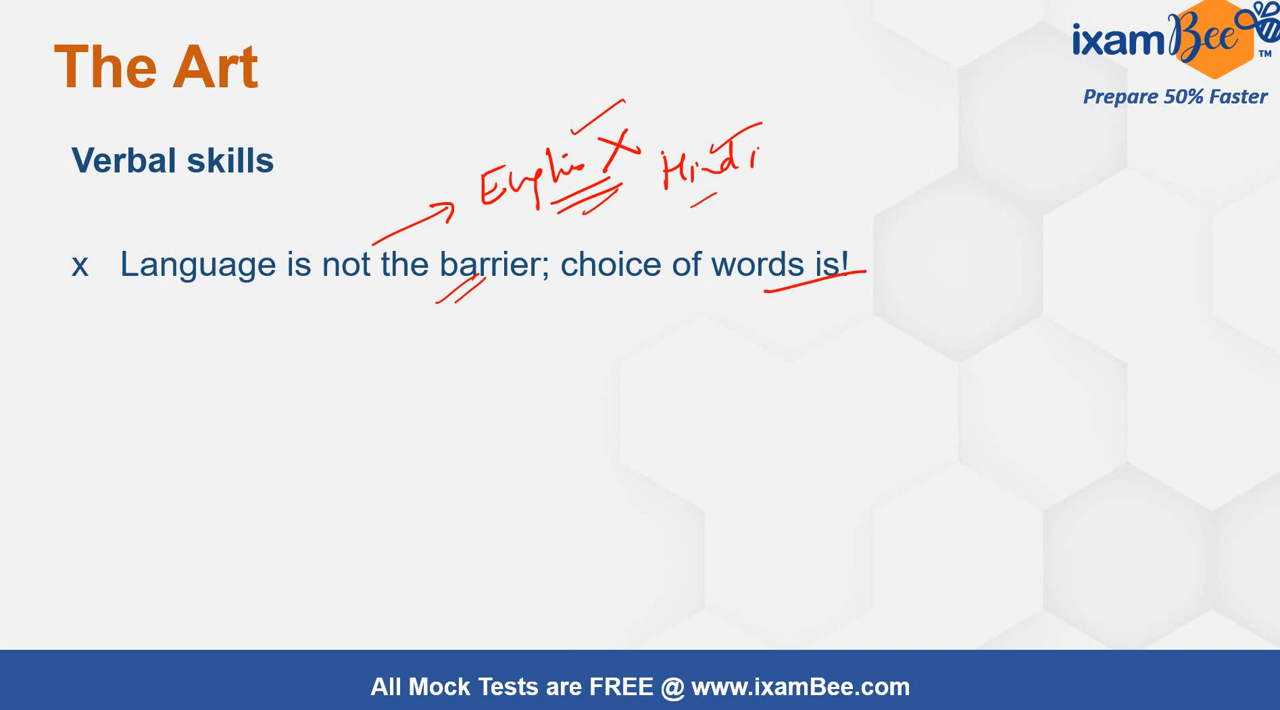 The Art
ixamBee™
Prepare 50% Faster
Verbal skills
English X Hindi
x Language is not the barrier; choice of words is!
All Mock Tests are FREE @ www.ixamBee.com